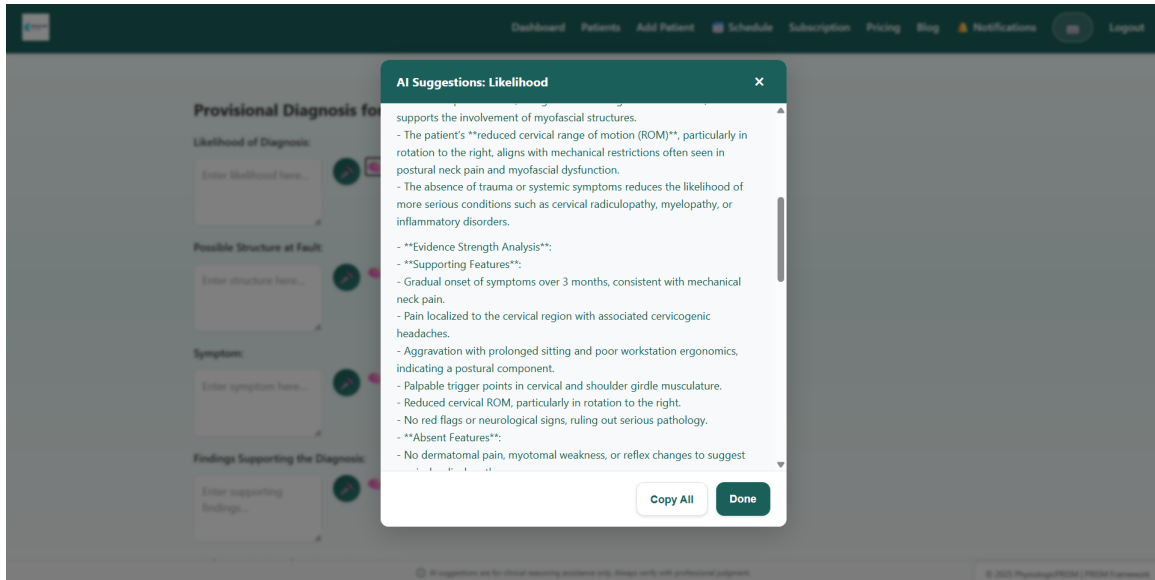 Dashboard Patients Add Patient Schedule Subscription Pricing Blog Notifications Logout
AI Suggestions: Likelihood ×
Provisional Diagnosis for
supports the involvement of myofascial structures.
- The patient's **reduced cervical range of motion (ROM)**, particularly in
rotation to the right, aligns with mechanical restrictions often seen in
postural neck pain and myofascial dysfunction.
- The absence of trauma or systemic symptoms reduces the likelihood of
more serious conditions such as cervical radiculopathy, myelopathy, or
inflammatory disorders.
- **Evidence Strength Analysis**:
- **Supporting Features**:
- Gradual onset of symptoms over 3 months, consistent with mechanical
neck pain.
- Pain localized to the cervical region with associated cervicogenic
headaches.
- Aggravation with prolonged sitting and poor workstation ergonomics,
indicating a postural component.
- Palpable trigger points in cervical and shoulder girdle musculature.
- Reduced cervical ROM, particularly in rotation to the right.
- No red flags or neurological signs, ruling out serious pathology.
- **Absent Features**:
- No dermatomal pain, myotomal weakness, or reflex changes to suggest
Copy All Done
Likelihood of Diagnosis:
Enter likelihood here...
Possible Structure at Fault:
Enter structure here...
Symptom:
Enter symptom here...
Findings Supporting the Diagnosis:
Enter supporting
findings...
AI suggestions are for clinical reasoning assistance only. Always verify with professional judgment.
© 2025 PhysiologicPRISM | PRISM Framework